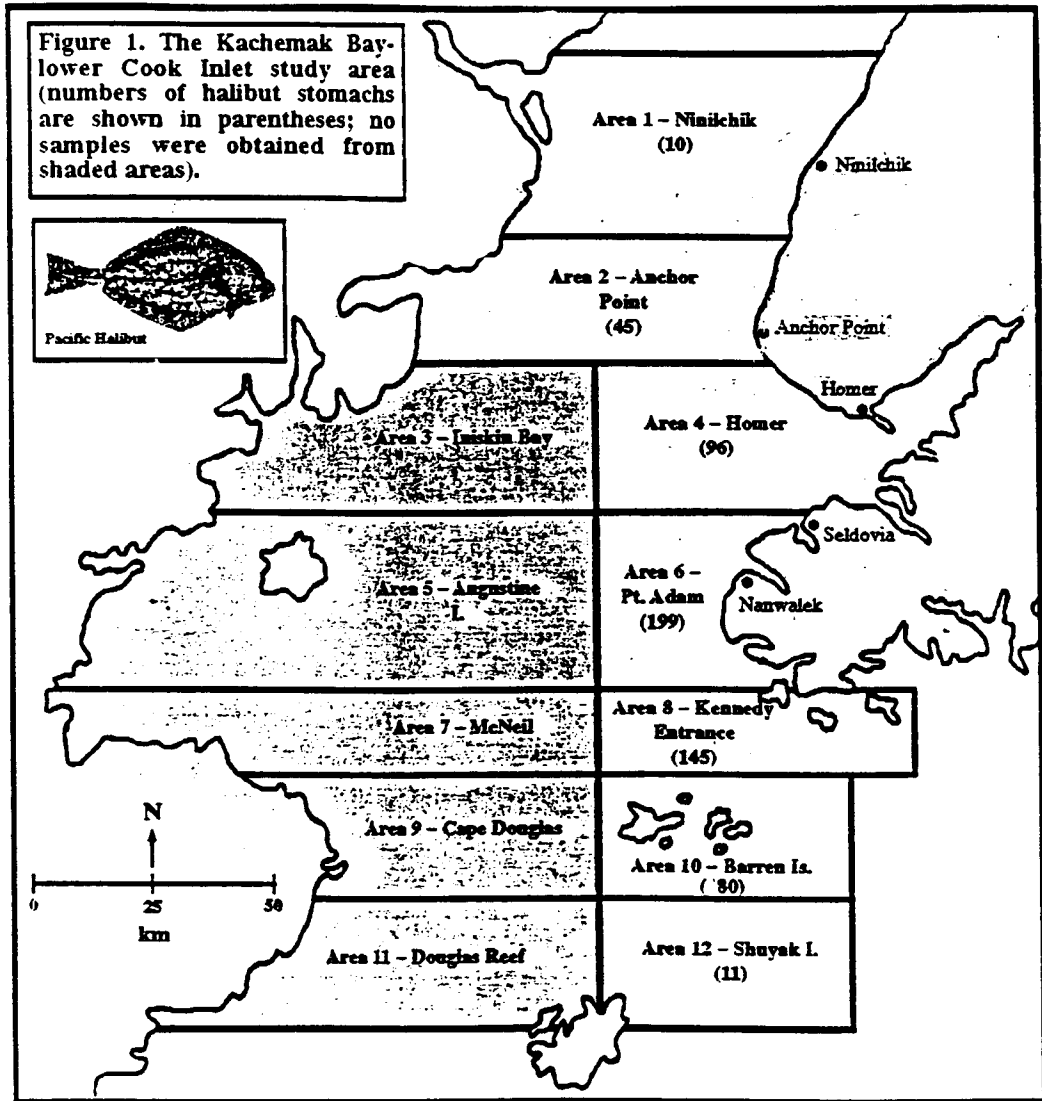 Figure 1. The Kachemak Bay-
lower Cook Inlet study area
(numbers of halibut stomachs
are shown in parentheses; no
samples were obtained from
shaded areas).
Pacific Halibut
Area 1 – Ninilchik
(10)
Ninilchik
Area 2 – Anchor
Point
(45)
Anchor Point
Homer
Area 3 – Iniskin Bay
Area 4 – Homer
(96)
Seldovia
Area 5 – Augustine
I.
Area 6 –
Pt. Adam
(199)
Nanwalek
Area 7 – McNeil
Area 8 – Kennedy
Entrance
(145)
N
Area 9 – Cape Douglas
Area 10 – Barren Is.
( 80)
0 25 50
km
Area 11 – Douglas Reef
Area 12 – Shuyak I.
(11)